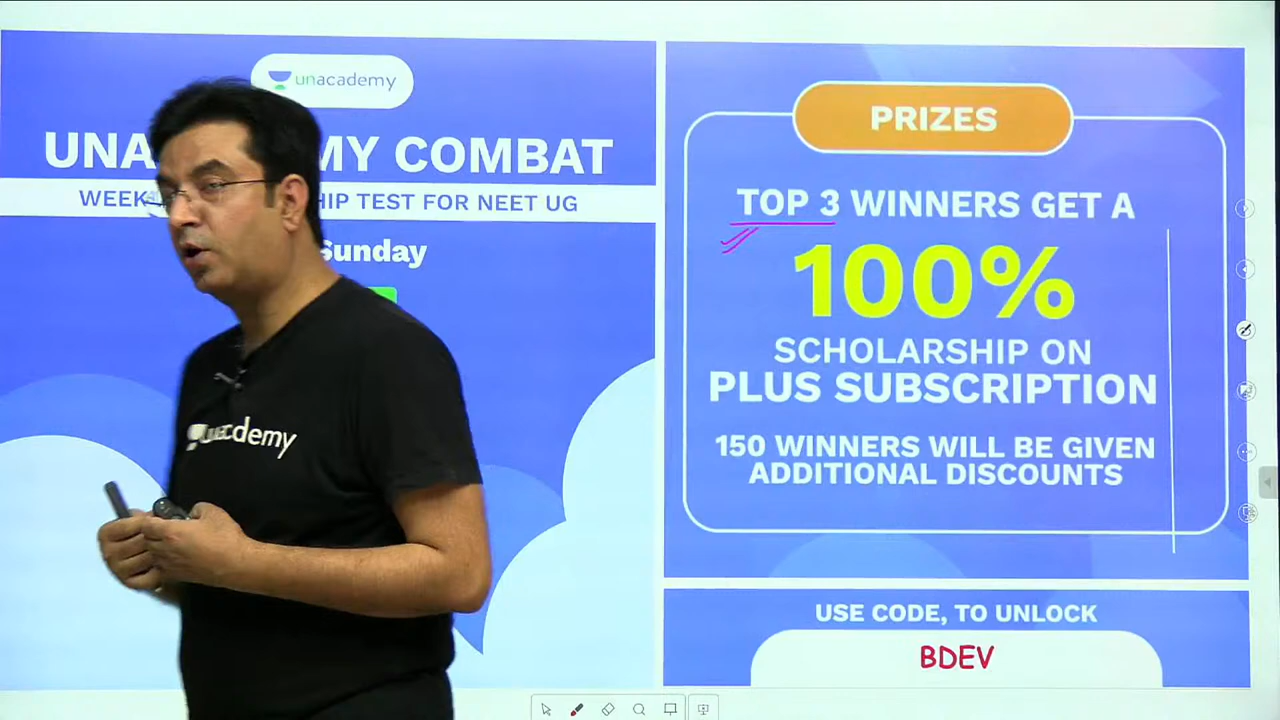 unacademy
UNA MY COMBAT
WEEK HIP TEST FOR NEET UG
Sunday
unacdemy
PRIZES
TOP 3 WINNERS GET A
100%
SCHOLARSHIP ON
PLUS SUBSCRIPTION
150 WINNERS WILL BE GIVEN
ADDITIONAL DISCOUNTS
USE CODE, TO UNLOCK
BDEV